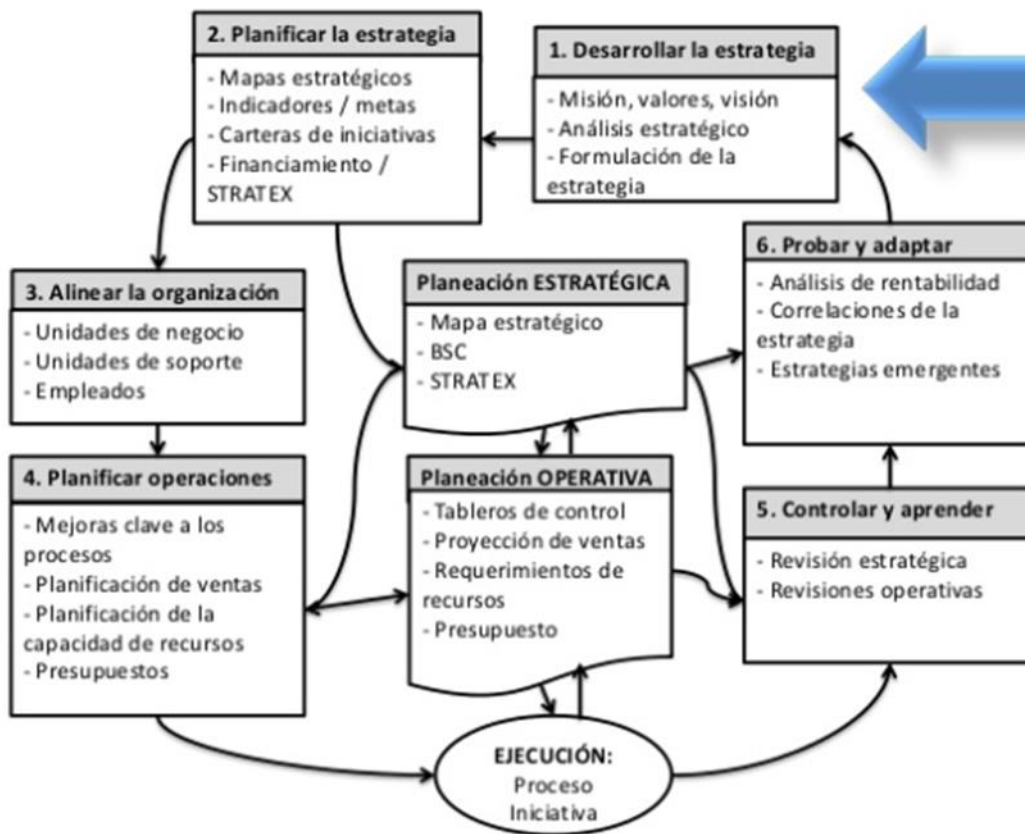 2. Planificar la estrategia
- Mapas estratégicos
- Indicadores / metas
- Carteras de iniciativas
- Financiamiento /
STRATEX
1. Desarrollar la estrategia
- Misión, valores, visión
- Análisis estratégico
- Formulación de la
estrategia
3. Alinear la organización
- Unidades de negocio
- Unidades de soporte
- Empleados
Planeación ESTRATÉGICA
- Mapa estratégico
- BSC
- STRATEX
6. Probar y adaptar
- Análisis de rentabilidad
- Correlaciones de la
estrategia
- Estrategias emergentes
4. Planificar operaciones
- Mejoras clave a los
procesos
- Planificación de ventas
- Planificación de la
capacidad de recursos
- Presupuestos
Planeación OPERATIVA
- Tableros de control
- Proyección de ventas
- Requerimientos de
recursos
- Presupuesto
5. Controlar y aprender
- Revisión estratégica
- Revisiones operativas
EJECUCIÓN:
Proceso
Iniciativa